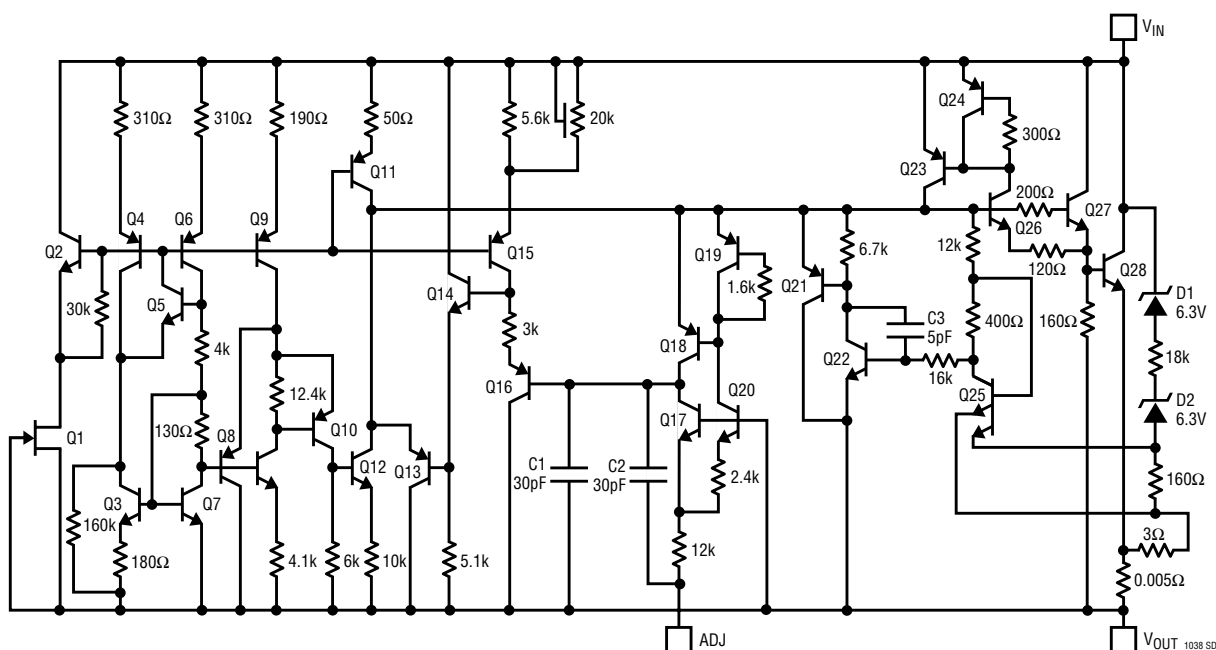 VIN
Q24
310Ω
310Ω
190Ω
50Ω
5.6k
20k
300Ω
Q11
Q23
200Ω
Q4
Q6
Q9
Q27
Q2
Q15
Q19
Q26
12k
6.7k
120Ω
Q28
Q14
Q21
1.6k
D1
6.3V
30k
Q5
C3
5pF
3k
400Ω
160Ω
4k
Q18
Q22
18k
Q16
16k
12.4k
Q20
Q25
D2
6.3V
130Ω
Q8
Q10
Q17
Q1
Q12
Q13
C1
30pF
C2
30pF
2.4k
160Ω
Q3
Q7
160k
3Ω
180Ω
4.1k
6k
10k
5.1k
12k
0.005Ω
ADJ
VOUT
1038 SD